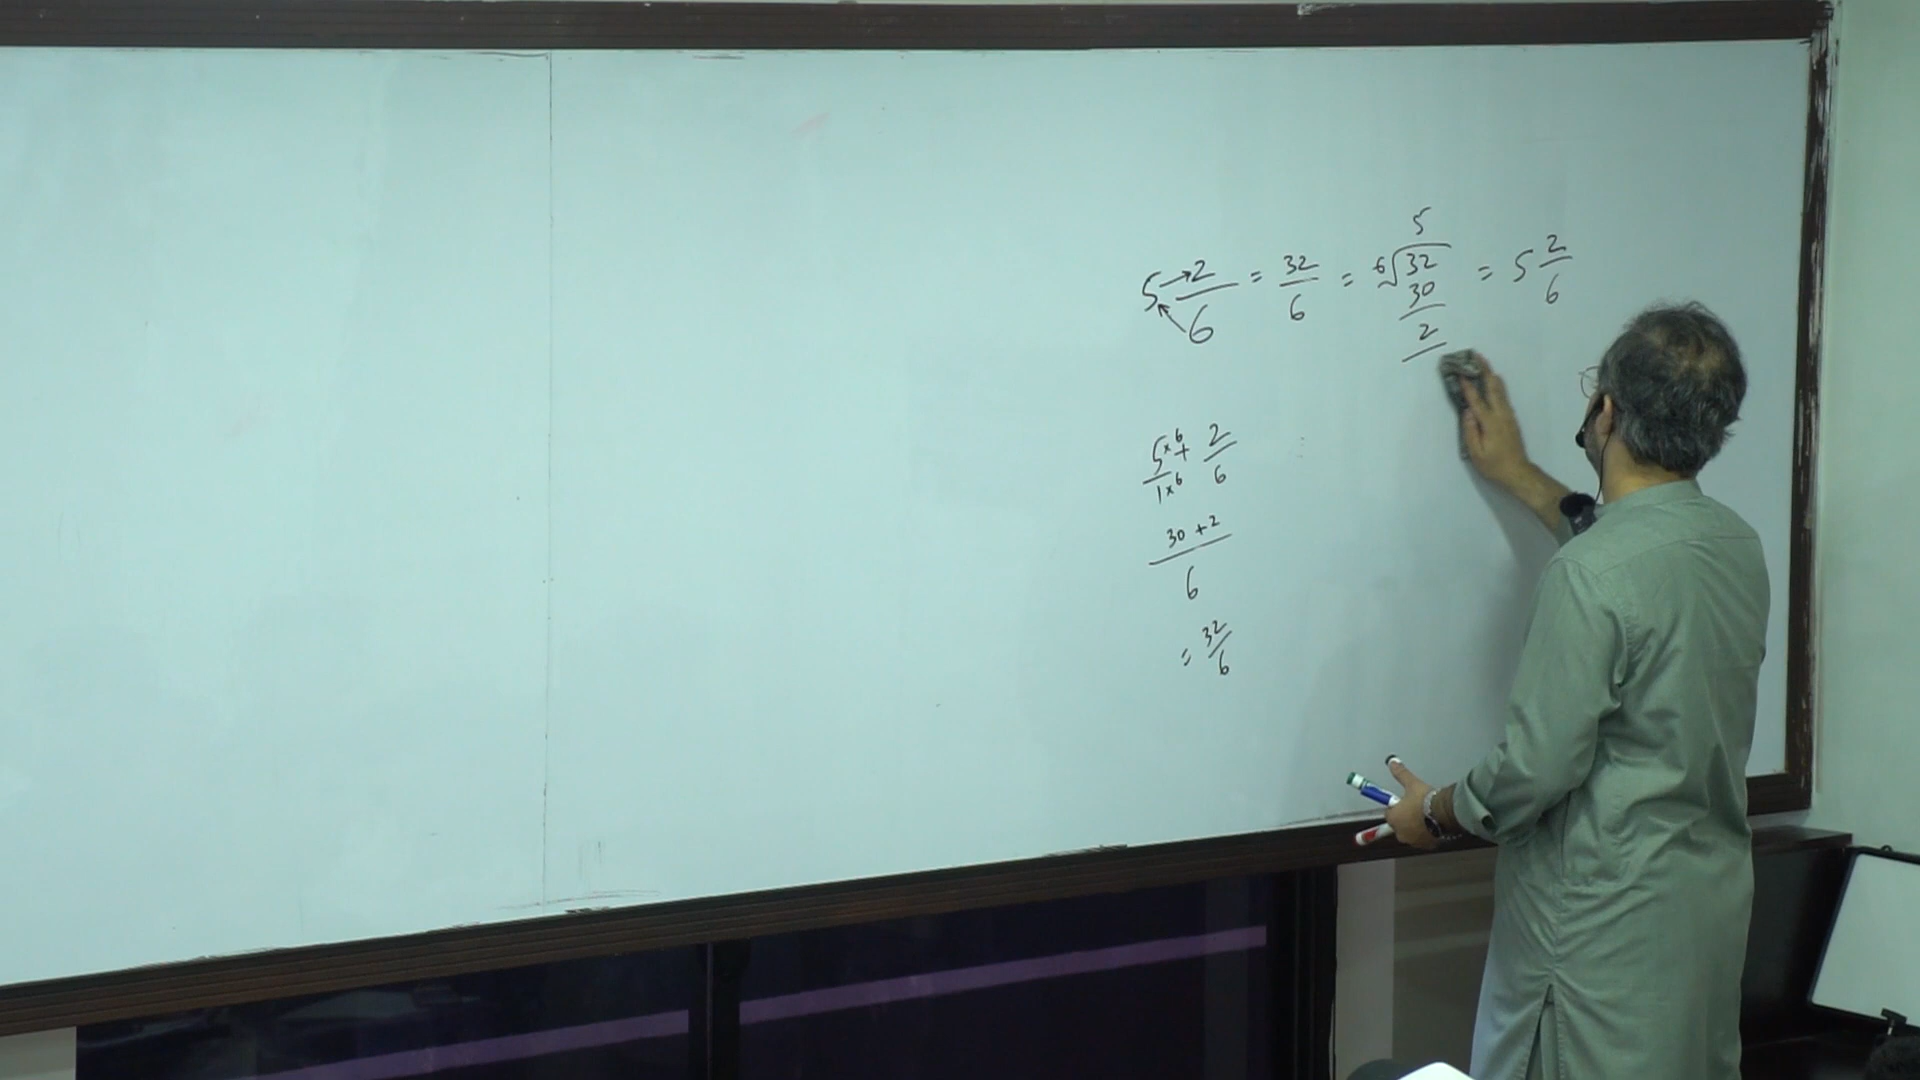 5 2/6 = 32/6 = 6√32 = 5 2/6
5
30
2
5×6/1×6 + 2/6
30+2/6
= 32/6